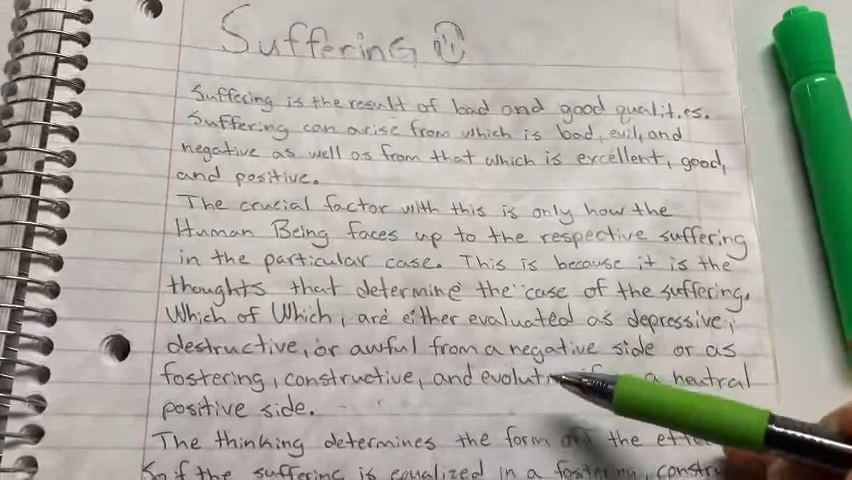 Suffering
Suffering is the result of bad and good qualities.
Suffering can arise from which is bad, evil, and
negative as well as from that which is excellent, good,
and positive.
The crucial factor with this is only how the
Human Being faces up to the respective suffering
in the particular case. This is because it is the
thoughts that determine the case of the suffering.
Which of Which, are either evaluated as depressive,
destructive, or awful from a negative side or as
fostering, constructive, and a neutral
positive side.
The thinking determines the form the
So if the suffering is equalized in a